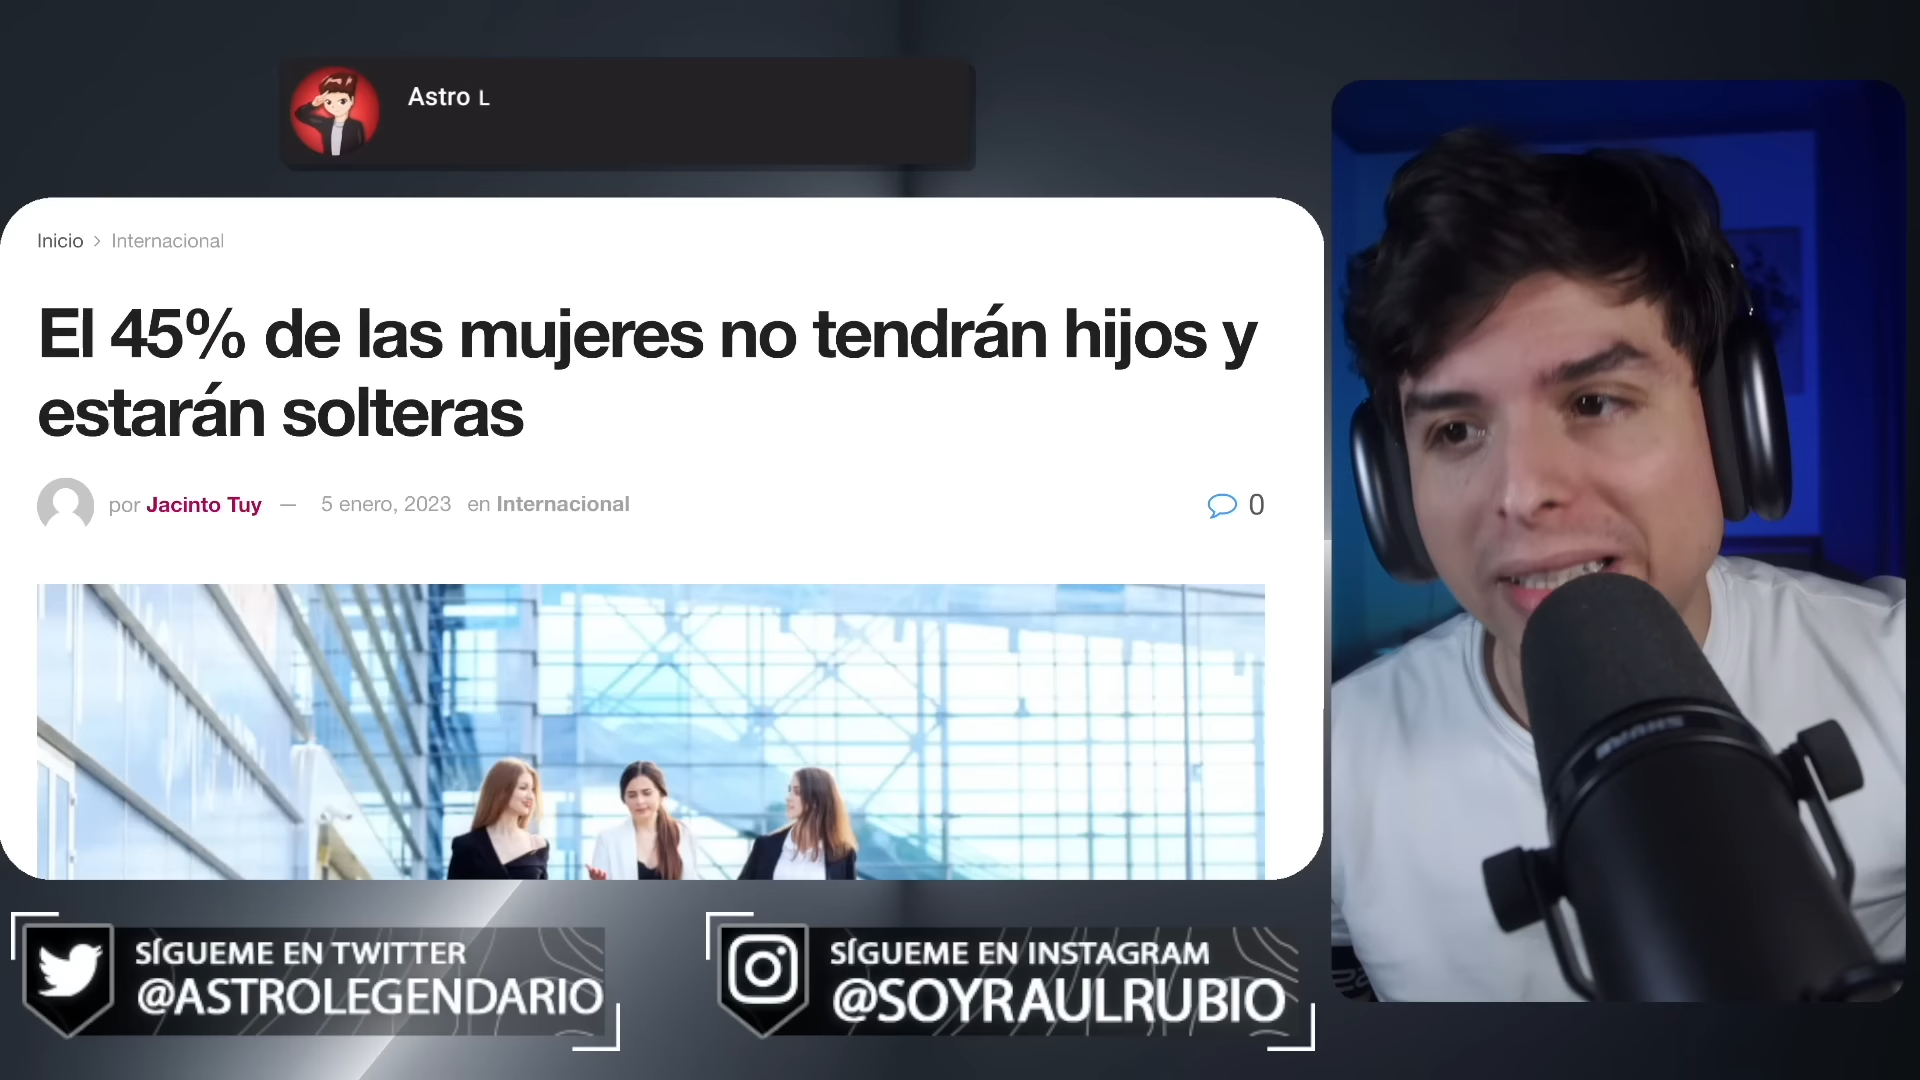 Astro L
Inicio > Internacional
El 45% de las mujeres no tendrán hijos y
estarán solteras
por Jacinto Tuy — 5 enero, 2023 en Internacional
0
SÍGUEME EN TWITTER
@ASTROLEGENDARIO
SÍGUEME EN INSTAGRAM
@SOYRAULRUBIO